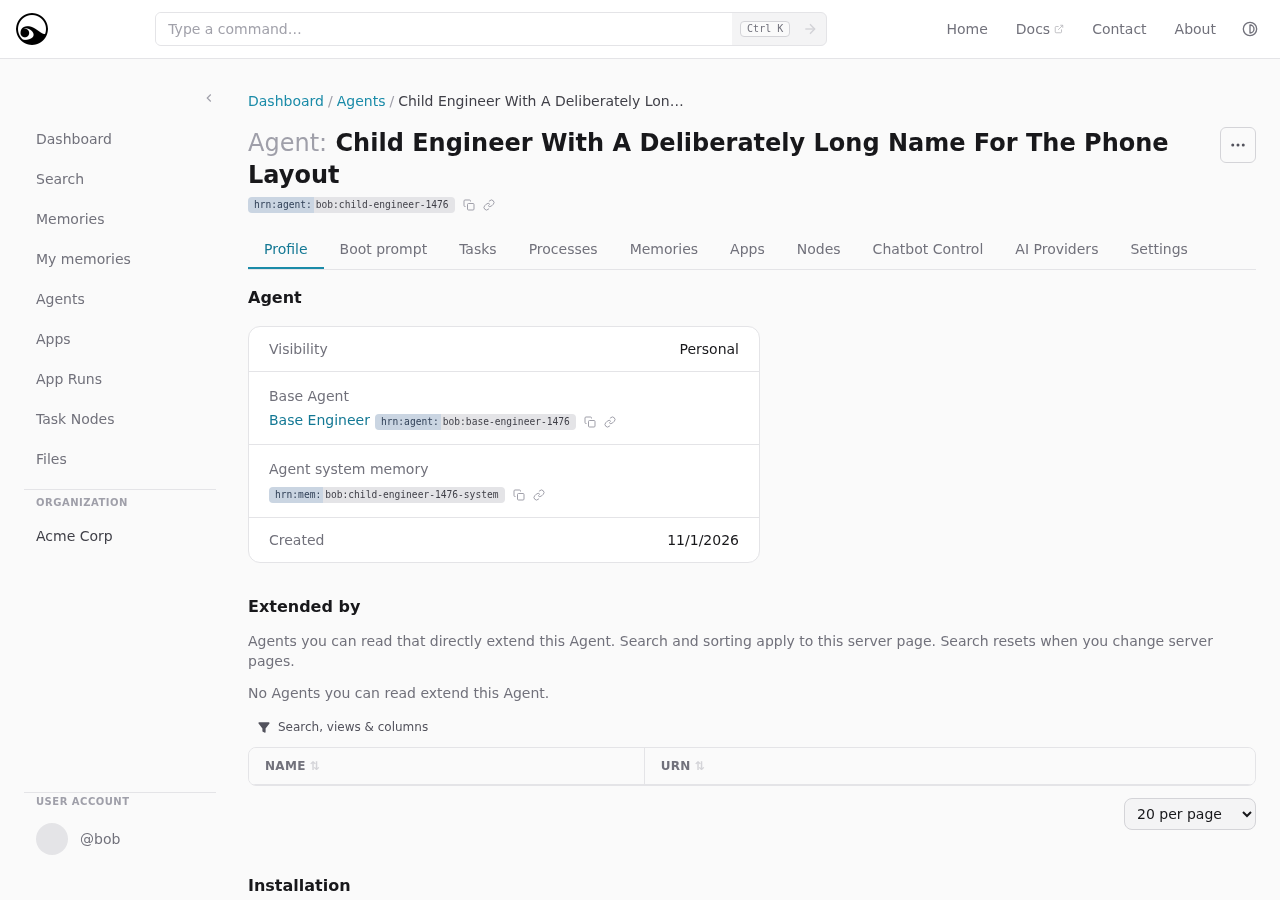 Type a command...
Ctrl K
Home
Docs
Contact
About
Dashboard / Agents / Child Engineer With A Deliberately Lon...
Agent: Child Engineer With A Deliberately Long Name For The Phone
Layout
hrn:agent: bob:child-engineer-1476
Profile
Boot prompt
Tasks
Processes
Memories
Apps
Nodes
Chatbot Control
AI Providers
Settings
Dashboard
Search
Memories
My memories
Agents
Apps
App Runs
Task Nodes
Files
ORGANIZATION
Acme Corp
USER ACCOUNT
@bob
Agent
Visibility Personal
Base Agent
Base Engineer hrn:agent: bob:base-engineer-1476
Agent system memory
hrn:mem: bob:child-engineer-1476-system
Created 11/1/2026
Extended by
Agents you can read that directly extend this Agent. Search and sorting apply to this server page. Search resets when you change server
pages.
No Agents you can read extend this Agent.
Search, views & columns
NAME
URN
20 per page
Installation